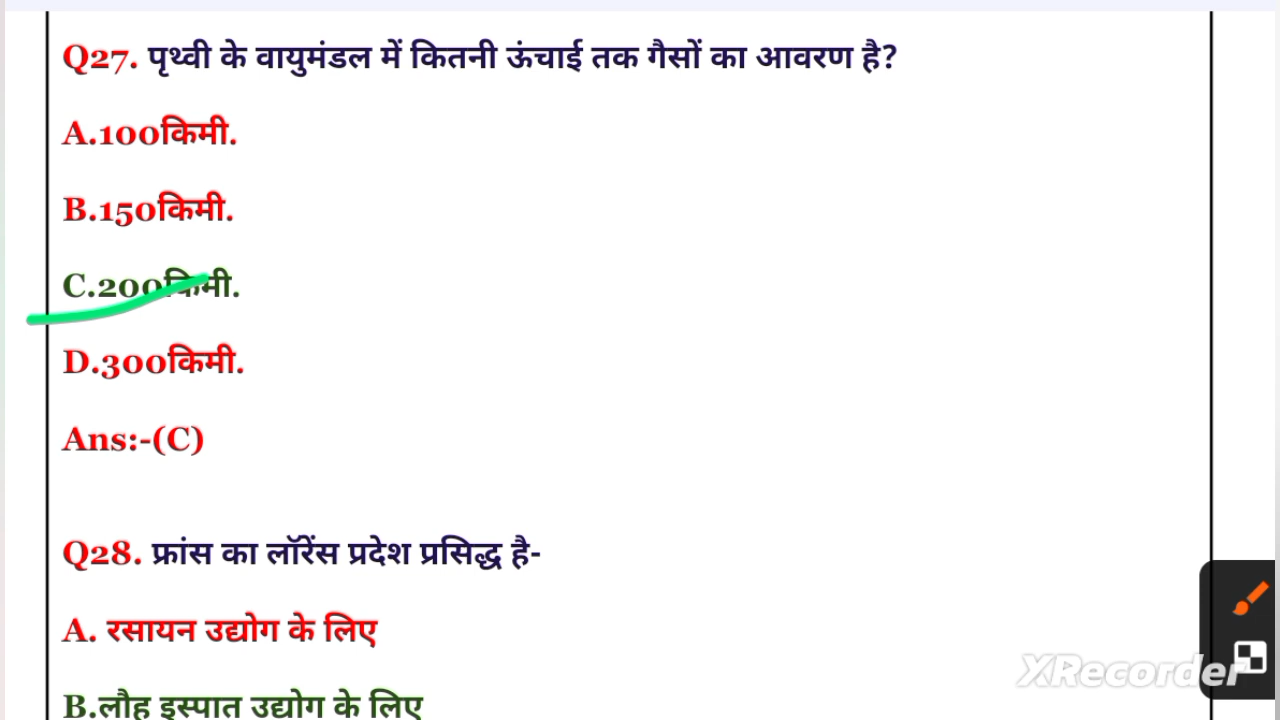 Q27. पृथ्वी के वायुमंडल में कितनी ऊंचाई तक गैसों का आवरण है?
A.100किमी.
B.150किमी.
C.200किमी.
D.300किमी.
Ans:-(C)
Q28. फ्रांस का लॉरेंस प्रदेश प्रसिद्ध है-
A. रसायन उद्योग के लिए
B.लौह इस्पात उद्योग के लिए
XRecorder